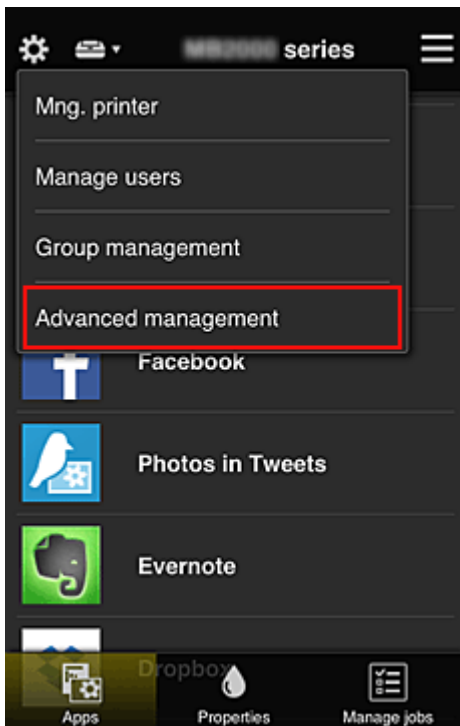 series
Mng. printer
Manage users
Group management
Advanced management
Facebook
Photos in Tweets
Evernote
Dropbox
Apps
Properties
Manage jobs